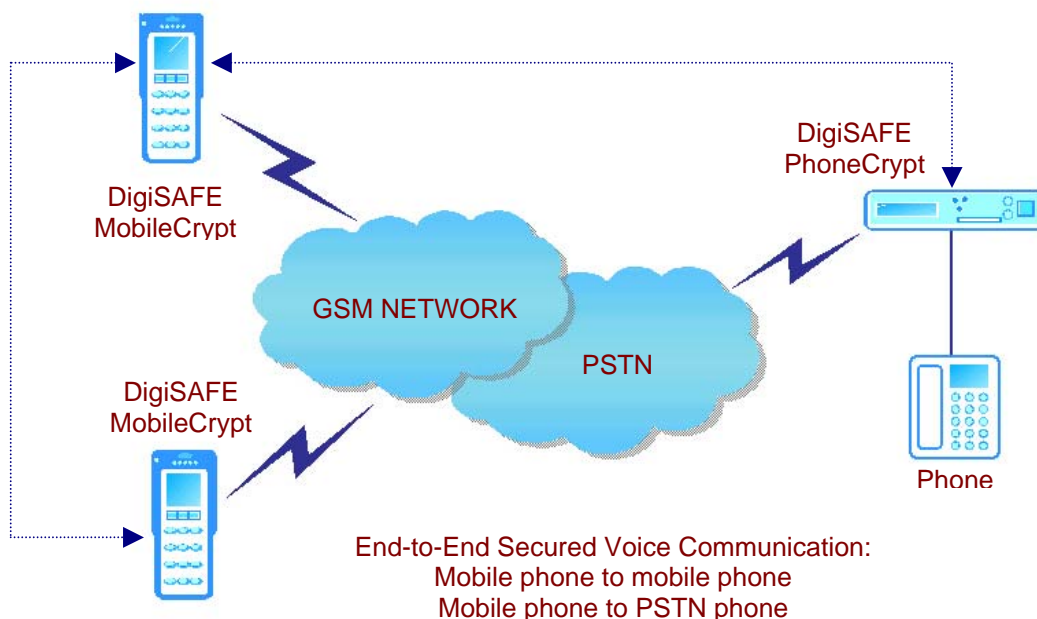 DigiSAFE
MobileCrypt
DigiSAFE
PhoneCrypt
GSM NETWORK
PSTN
DigiSAFE
MobileCrypt
Phone
End-to-End Secured Voice Communication:
Mobile phone to mobile phone
Mobile phone to PSTN phone